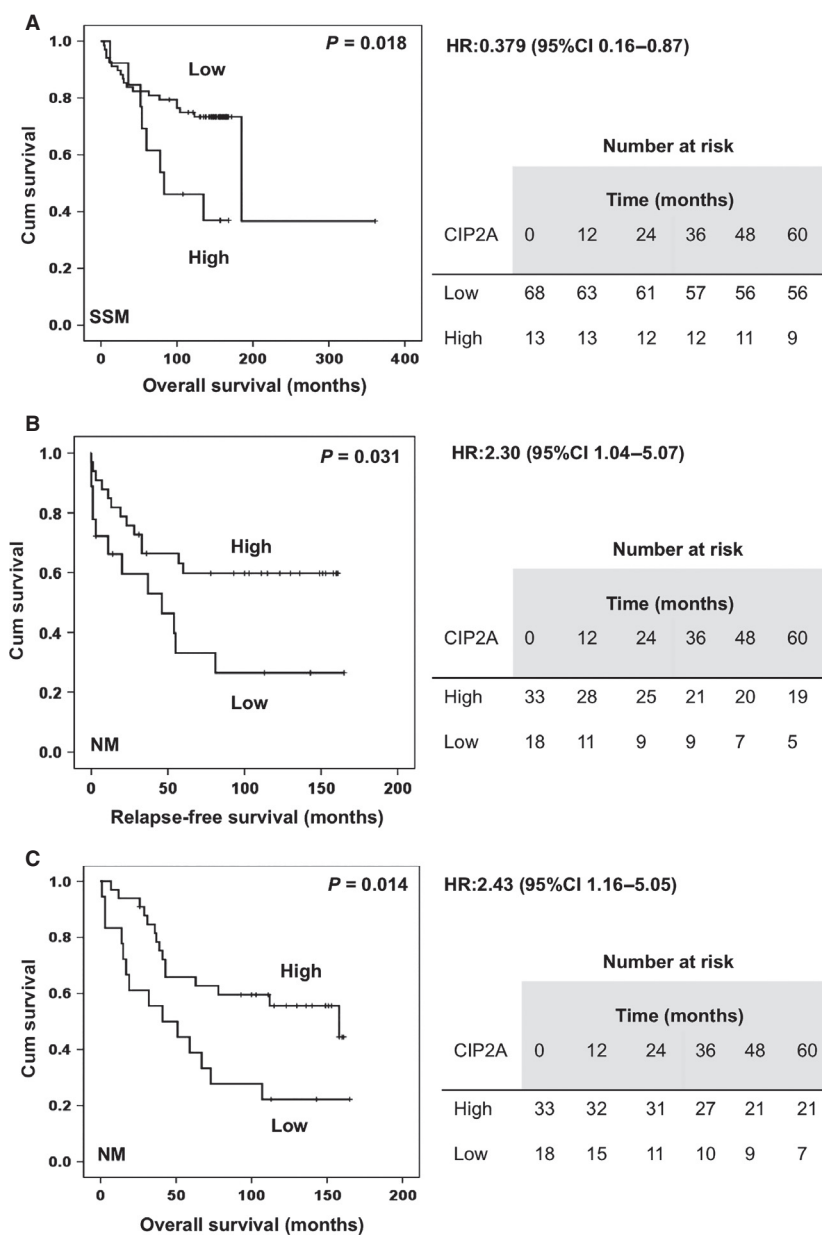 A
P = 0.018
HR:0.379 (95%CI 0.16–0.87)
1.0
0.8
0.6
0.4
0.2
0.0
Cum survival
Low
High
SSM
0 100 200 300 400
Overall survival (months)
Number at risk
Time (months)
CIP2A 0 12 24 36 48 60
Low 68 63 61 57 56 56
High 13 13 12 12 11 9
B
P = 0.031
HR:2.30 (95%CI 1.04–5.07)
1.0
0.8
0.6
0.4
0.2
0.0
Cum survival
High
Low
NM
0 50 100 150 200
Relapse-free survival (months)
Number at risk
Time (months)
CIP2A 0 12 24 36 48 60
High 33 28 25 21 20 19
Low 18 11 9 9 7 5
C
P = 0.014
HR:2.43 (95%CI 1.16–5.05)
1.0
0.8
0.6
0.4
0.2
0.0
Cum survival
High
Low
NM
0 50 100 150 200
Overall survival (months)
Number at risk
Time (months)
CIP2A 0 12 24 36 48 60
High 33 32 31 27 21 21
Low 18 15 11 10 9 7